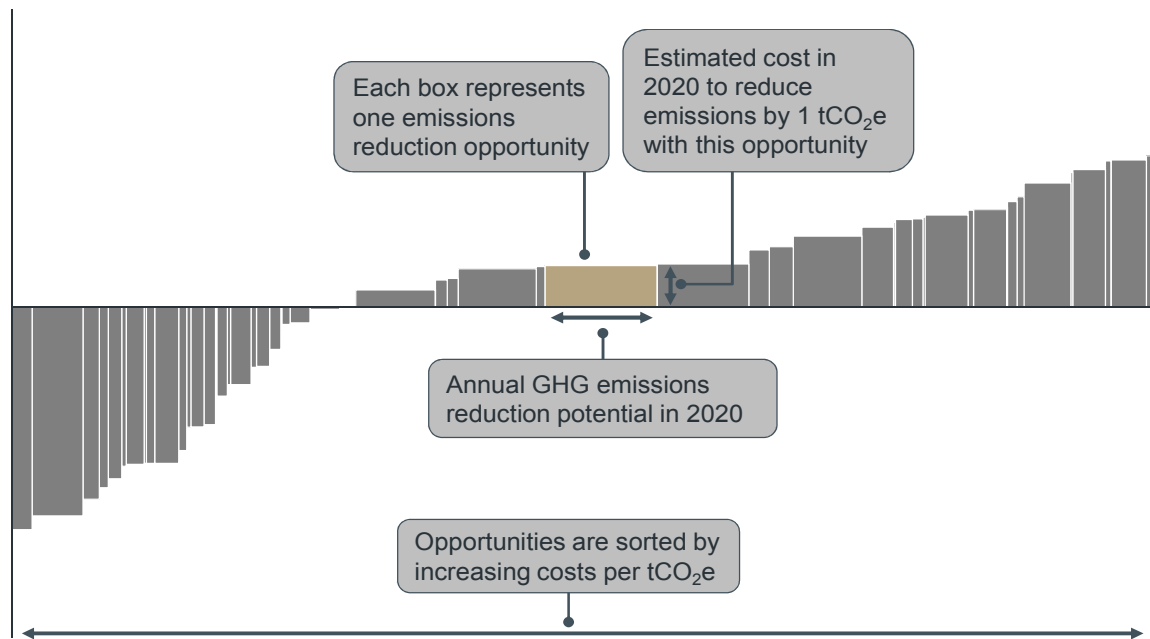 Each box represents
one emissions
reduction opportunity
Estimated cost in
2020 to reduce
emissions by 1 tCO₂e
with this opportunity
Annual GHG emissions
reduction potential in 2020
Opportunities are sorted by
increasing costs per tCO₂e